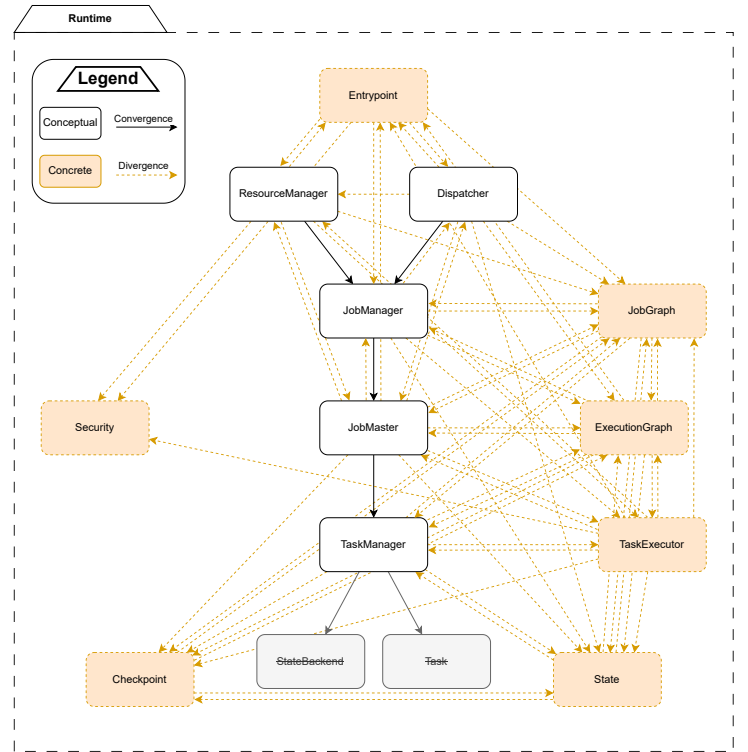 Runtime
Legend
Conceptual
Convergence
Concrete
Divergence
Entrypoint
ResourceManager
Dispatcher
JobManager
JobGraph
Security
JobMaster
ExecutionGraph
TaskManager
TaskExecutor
StateBackend
Task
Checkpoint
State